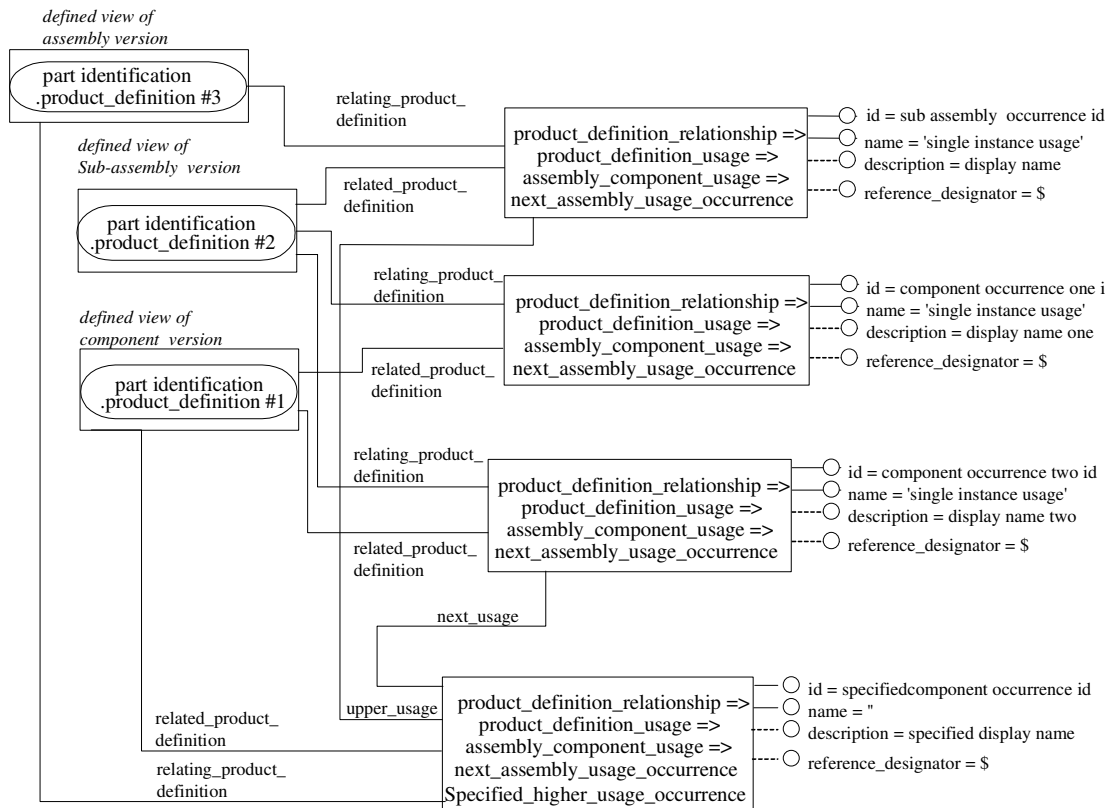 defined view of
assembly version
part identification
.product_definition #3
relating_product_
definition
product_definition_relationship =>
product_definition_usage =>
assembly_component_usage =>
next_assembly_usage_occurrence
id = sub assembly occurrence id
name = 'single instance usage'
description = display name
reference_designator = $
defined view of
Sub-assembly version
related_product_
definition
part identification
.product_definition #2
relating_product_
definition
product_definition_relationship =>
product_definition_usage =>
assembly_component_usage =>
next_assembly_usage_occurrence
id = component occurrence one i
name = 'single instance usage'
description = display name one
reference_designator = $
defined view of
component version
part identification
.product_definition #1
related_product_
definition
relating_product_
definition
product_definition_relationship =>
product_definition_usage =>
assembly_component_usage =>
next_assembly_usage_occurrence
id = component occurrence two id
name = 'single instance usage'
description = display name two
reference_designator = $
related_product_
definition
next_usage
upper_usage
product_definition_relationship =>
product_definition_usage =>
assembly_component_usage =>
next_assembly_usage_occurrence
Specified_higher_usage_occurrence
id = specifiedcomponent occurrence id
name = ''
description = specified display name
reference_designator = $
related_product_
definition
relating_product_
definition